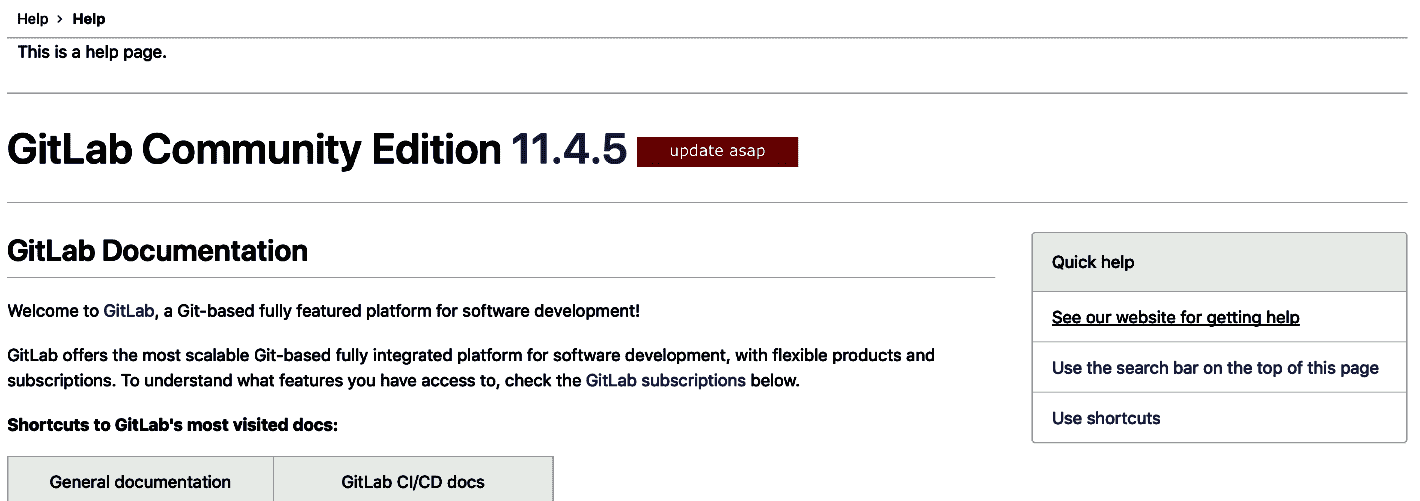 Help › Help
This is a help page.
GitLab Community Edition 11.4.5 update asap
GitLab Documentation
Welcome to GitLab, a Git-based fully featured platform for software development!
GitLab offers the most scalable Git-based fully integrated platform for software development, with flexible products and
subscriptions. To understand what features you have access to, check the GitLab subscriptions below.
Shortcuts to GitLab's most visited docs:
General documentation GitLab CI/CD docs
Quick help
See our website for getting help
Use the search bar on the top of this page
Use shortcuts